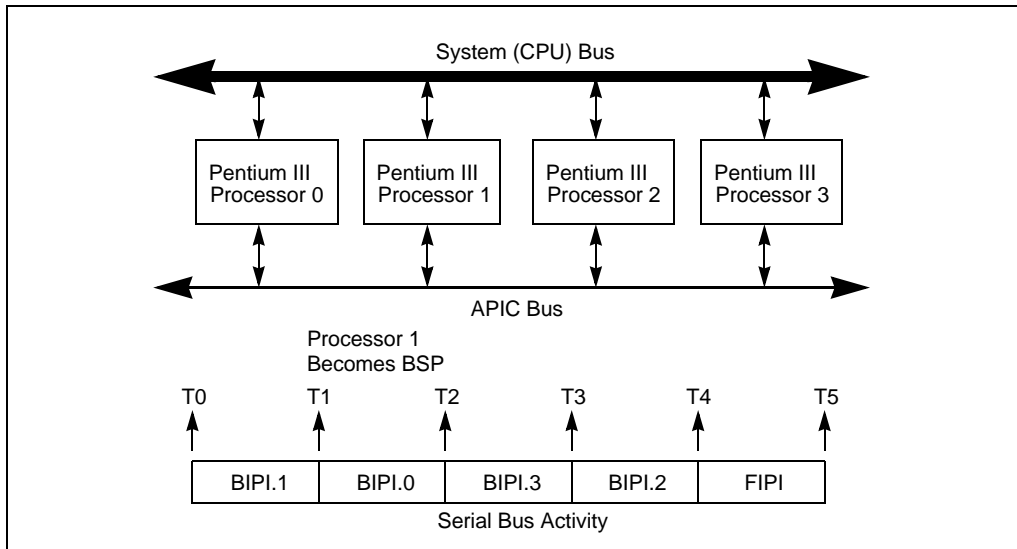 System (CPU) Bus
Pentium III
Processor 0
Pentium III
Processor 1
Pentium III
Processor 2
Pentium III
Processor 3
APIC Bus
Processor 1
Becomes BSP
T0 T1 T2 T3 T4 T5
BIPI.1 BIPI.0 BIPI.3 BIPI.2 FIPI
Serial Bus Activity